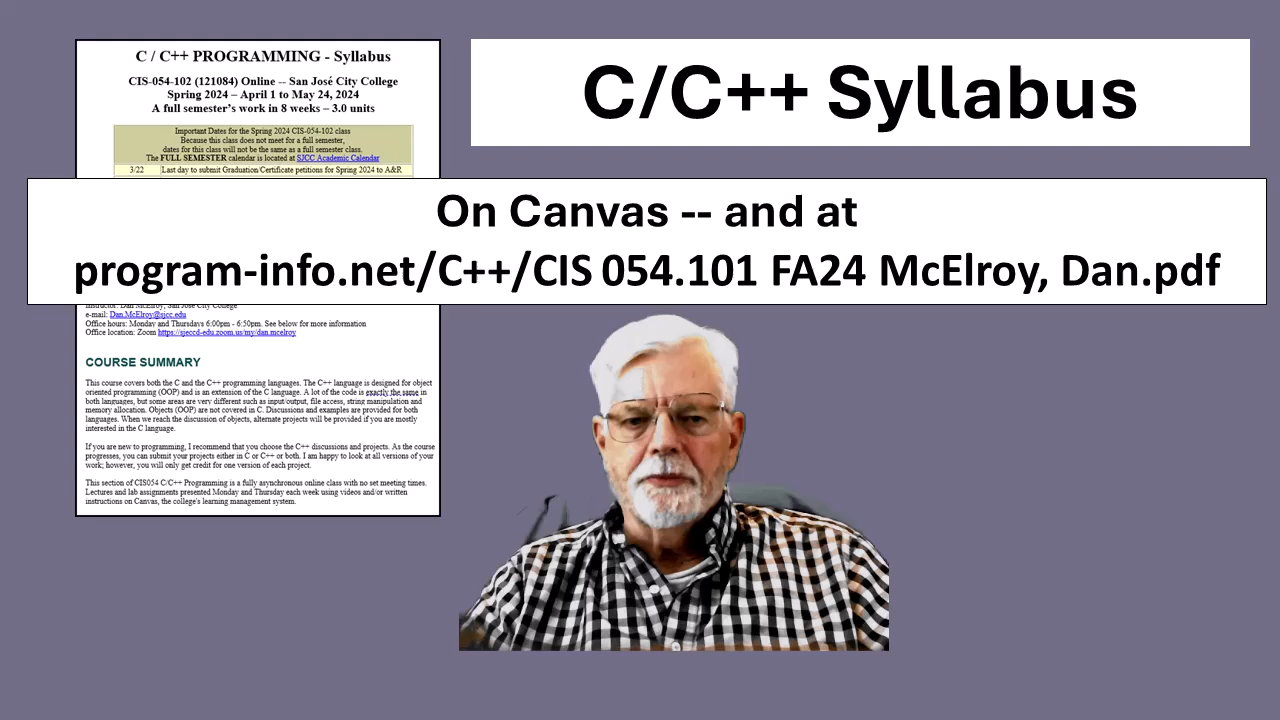 C / C++ PROGRAMMING - Syllabus
CIS-054-102 (121084) Online -- San José City College
Spring 2024 – April 1 to May 24, 2024
A full semester's work in 8 weeks – 3.0 units
Important Dates for the Spring 2024 CIS-054-102 class
Because this class does not meet for a full semester,
dates for this class will not be the same as a full semester class.
The FULL SEMESTER calendar is located at SJCC Academic Calendar
3/22 Last day to submit Graduation/Certificate petitions for Spring 2024 to A&R
C/C++ Syllabus
On Canvas -- and at
program-info.net/C++/CIS 054.101 FA24 McElroy, Dan.pdf
Instructor: Dan McElroy, San José City College
e-mail: Dan.McElroy@sjcc.edu
Office hours: Monday and Thursdays 6:00pm - 6:50pm. See below for more information
Office location: Zoom https://sjeccd-edu.zoom.us/my/dan.mcelroy
COURSE SUMMARY
This course covers both the C and the C++ programming languages. The C++ language is designed for object
oriented programming (OOP) and is an extension of the C language. A lot of the code is exactly the same in
both languages, but some areas are very different such as input/output, file access, string manipulation and
memory allocation. Objects (OOP) are not covered in C. Discussions and examples are provided for both
languages. When we reach the discussion of objects, alternate projects will be provided if you are mostly
interested in the C language.
If you are new to programming, I recommend that you choose the C++ discussions and projects. As the course
progresses, you can submit your projects either in C or C++ or both. I am happy to look at all versions of your
work; however, you will only get credit for one version of each project.
This section of CIS054 C/C++ Programming is a fully asynchronous online class with no set meeting times.
Lectures and lab assignments presented Monday and Thursday each week using videos and/or written
instructions on Canvas, the college's learning management system.